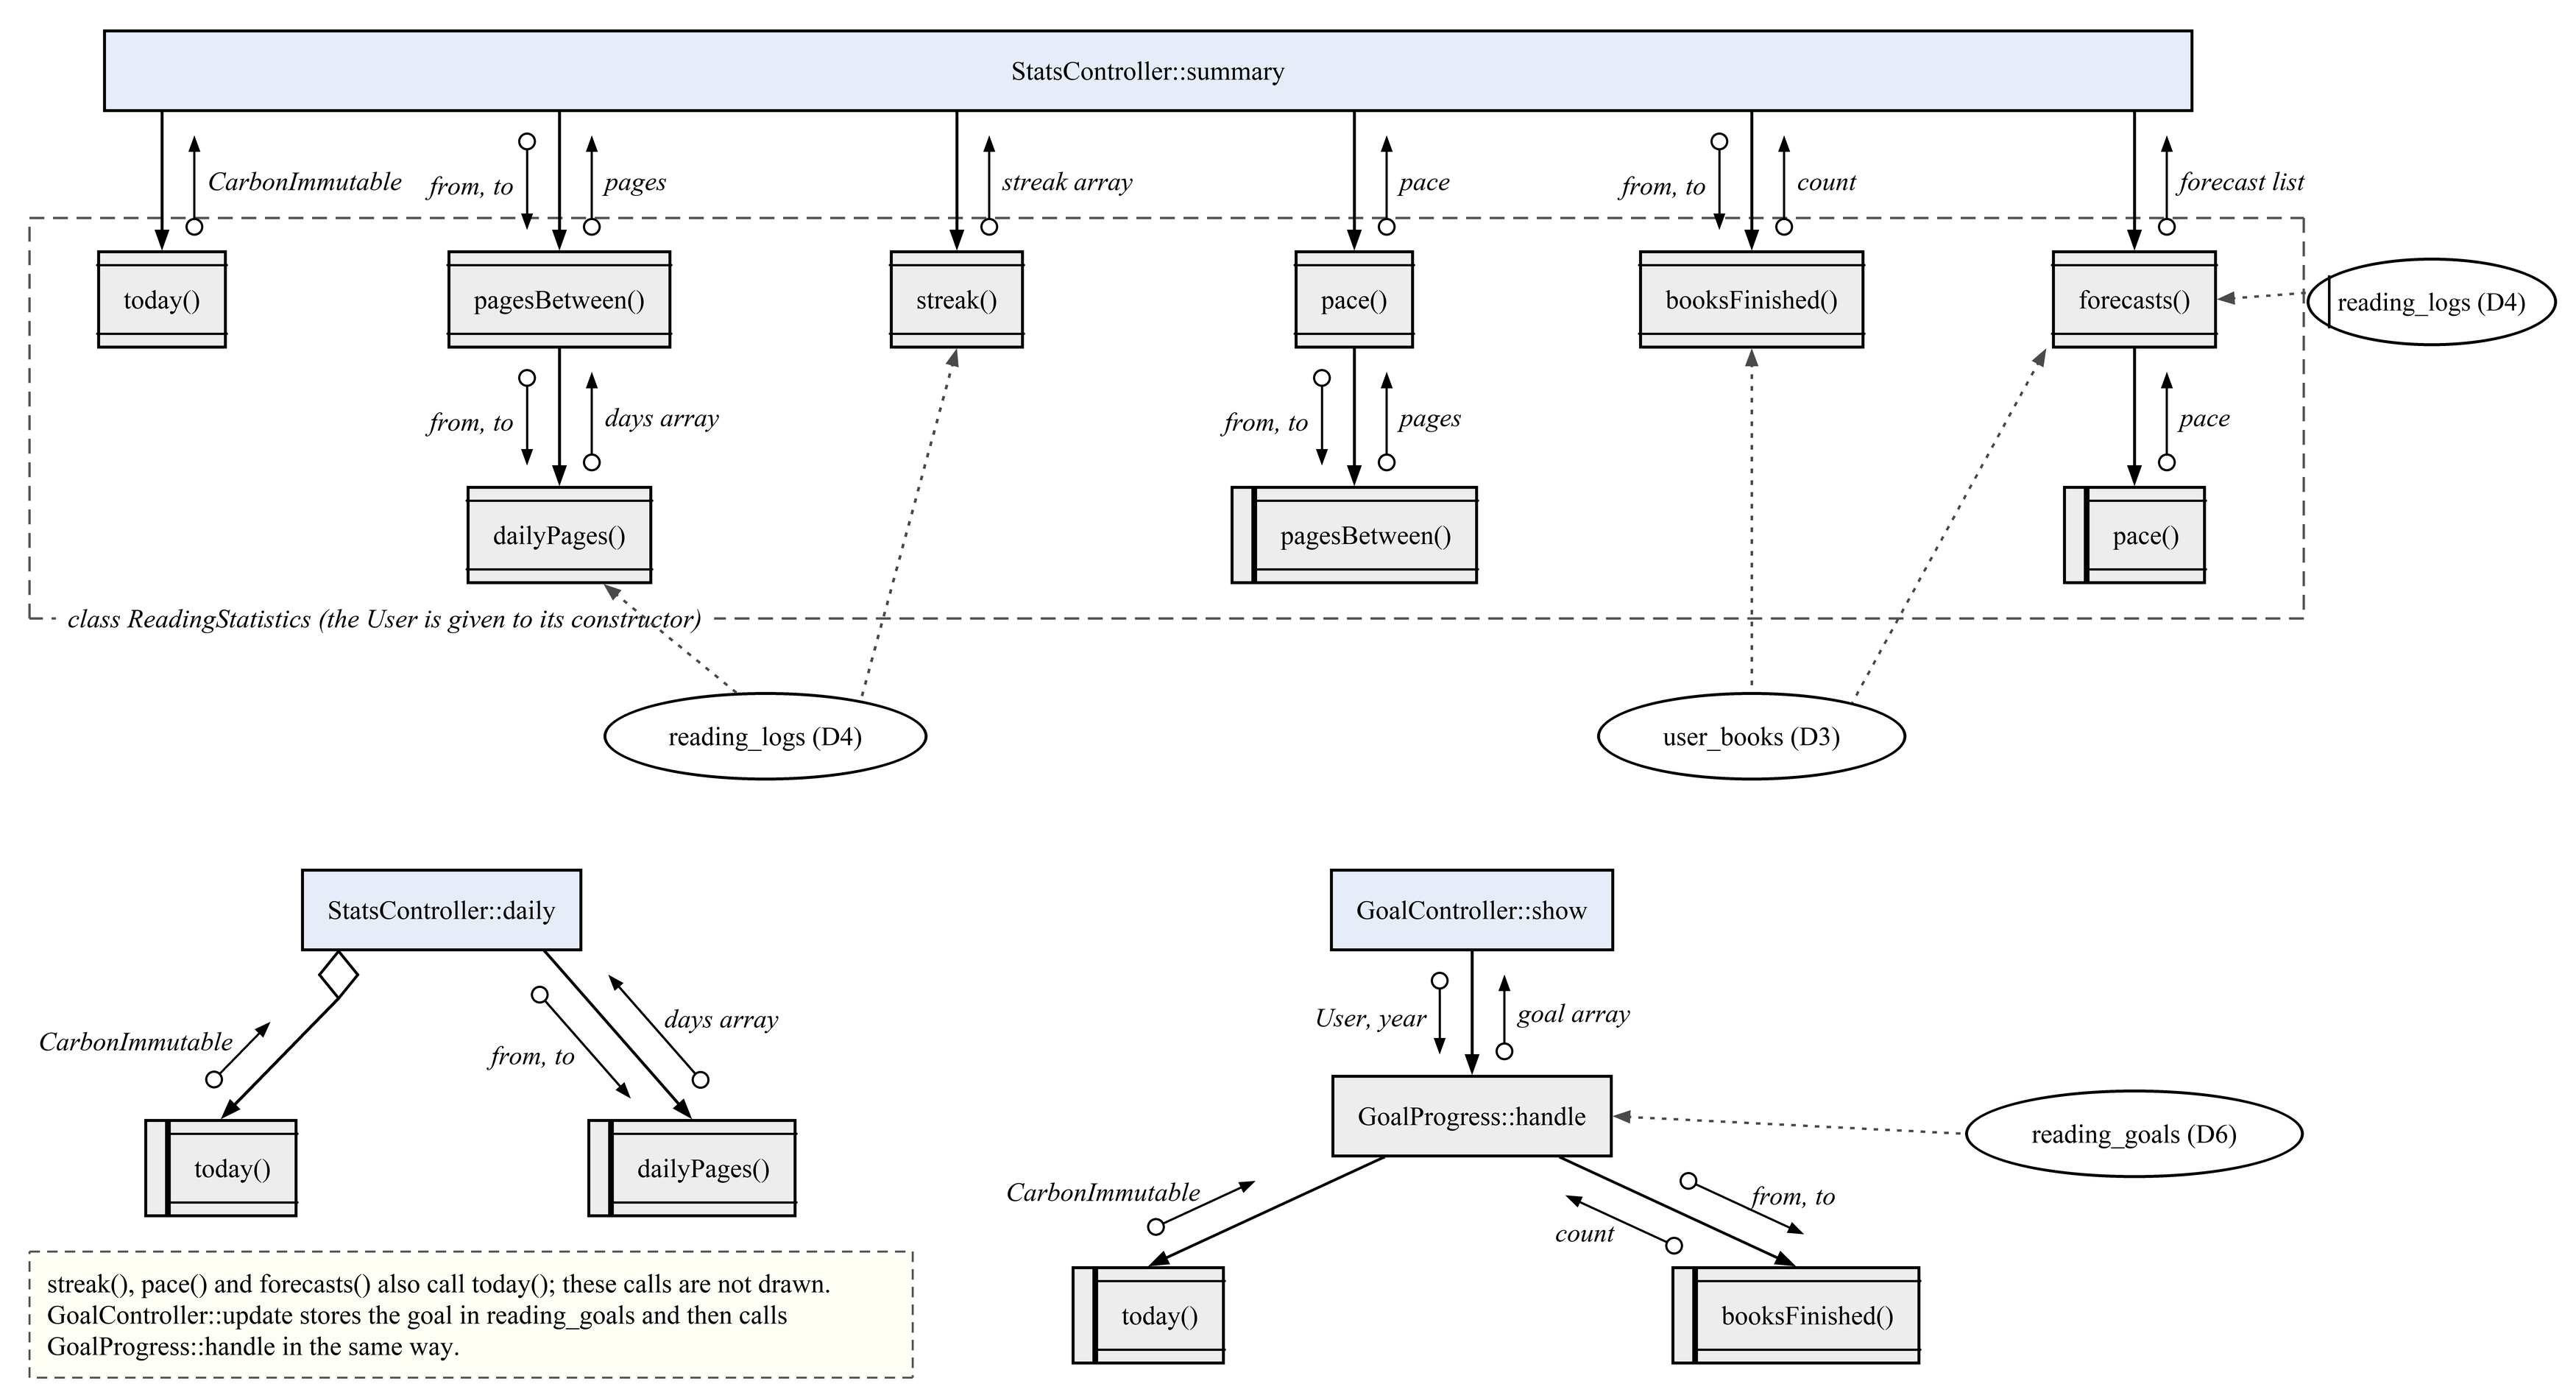 StatsController::summary
CarbonImmutable
from, to
pages
streak array
pace
from, to
count
forecast list
today()
pagesBetween()
streak()
pace()
booksFinished()
forecasts()
reading_logs (D4)
from, to
days array
from, to
pages
pace
dailyPages()
pagesBetween()
pace()
class ReadingStatistics (the User is given to its constructor)
reading_logs (D4)
user_books (D3)
StatsController::daily
CarbonImmutable
from, to
days array
today()
dailyPages()
GoalController::show
User, year
goal array
GoalProgress::handle
reading_goals (D6)
CarbonImmutable
count
from, to
today()
booksFinished()
streak(), pace() and forecasts() also call today(); these calls are not drawn.
GoalController::update stores the goal in reading_goals and then calls
GoalProgress::handle in the same way.